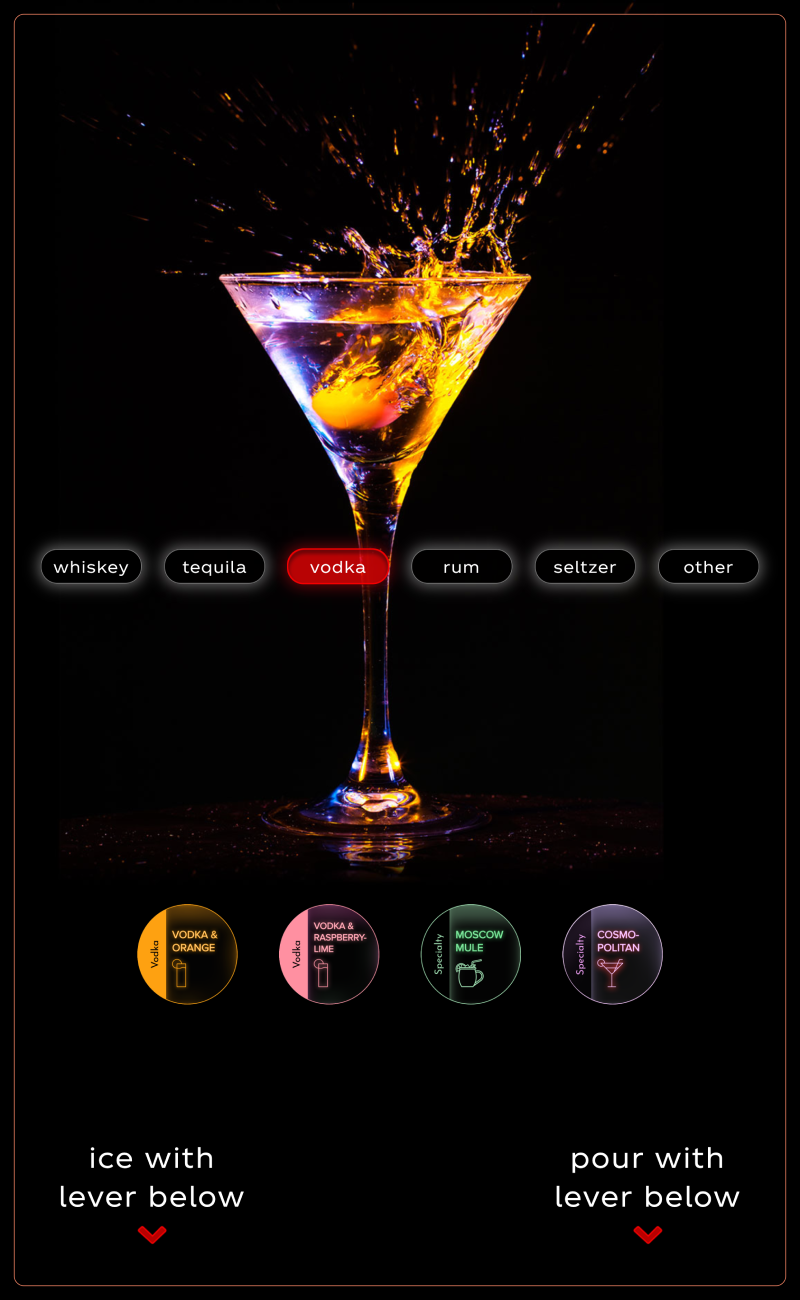 whiskey
tequila
vodka
rum
seltzer
other
Vodka
VODKA &
ORANGE
Vodka
VODKA &
RASPBERRY-
LIME
Specialty
MOSCOW
MULE
Specialty
COSMO-
POLITAN
ice with
lever below
pour with
lever below